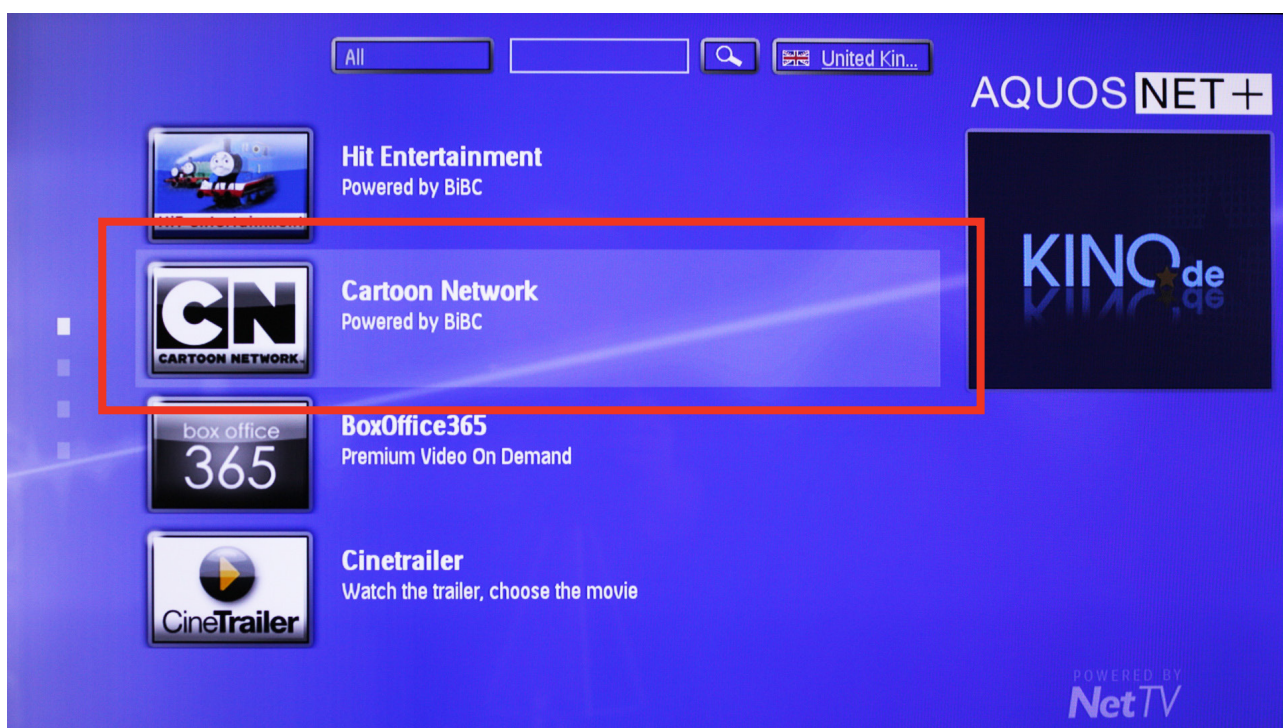 All
United Kin...
AQUOS NET+
Hit Entertainment
Powered by BiBC
HiT entertainment
KINO.de
Cartoon Network
Powered by BiBC
CN
CARTOON NETWORK
BoxOffice365
Premium Video On Demand
box office
365
Cinetrailer
Watch the trailer, choose the movie
CineTrailer
POWERED BY
NetTV